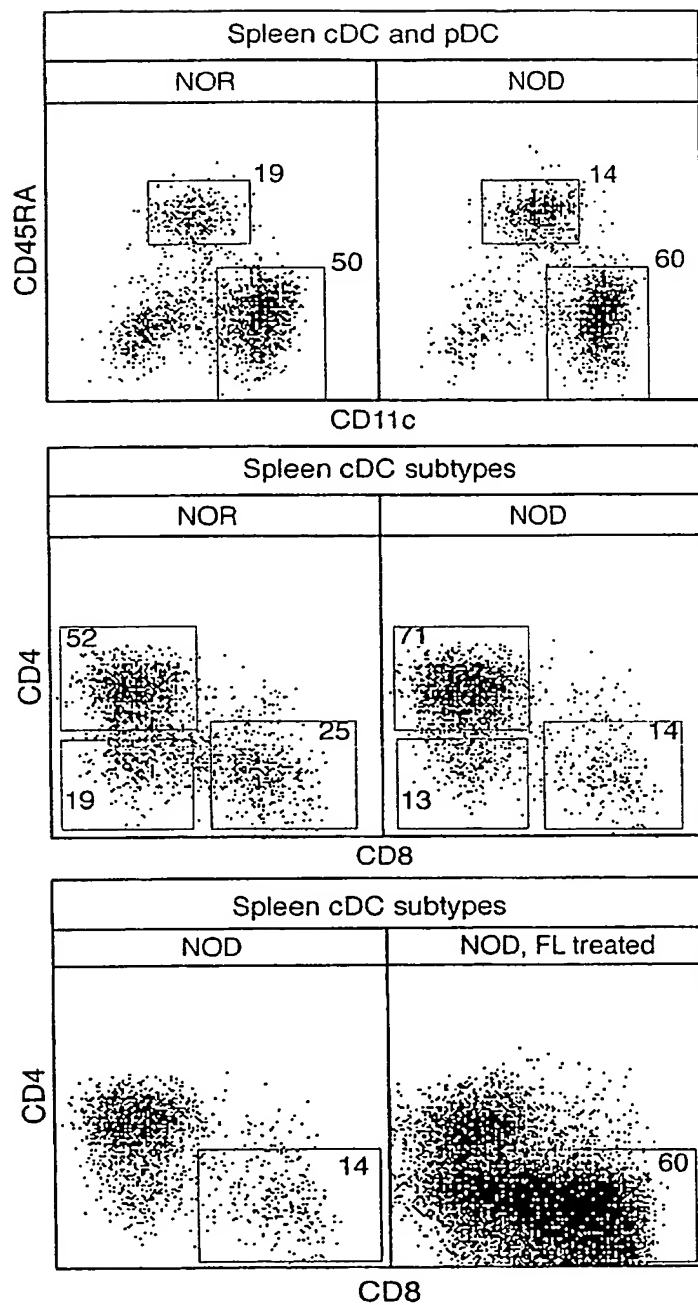 Spleen cDC and pDC
NOR NOD
19 14
50 60
CD45RA
CD11c
Spleen cDC subtypes
NOR NOD
52 71
25 14
19 13
CD4
CD8
Spleen cDC subtypes
NOD NOD, FL treated
14 60
CD4
CD8